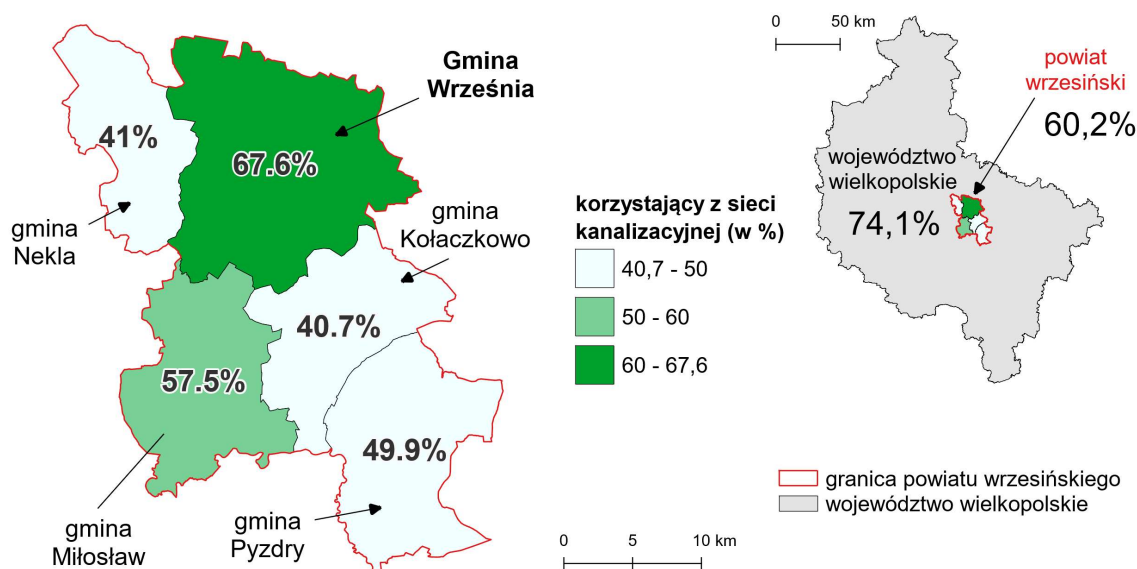 Gmina
Września
41%
67.6%
gmina
Nekla
gmina
Kołaczkowo
40.7%
57.5%
49.9%
gmina
Miłosław
gmina
Pyzdry
korzystający z sieci
kanalizacyjnej (w %)
40,7 - 50
50 - 60
60 - 67,6
0 5 10 km
0 50 km
powiat
wrzesiński
60,2%
województwo
wielkopolskie
74,1%
granica powiatu wrzesińskiego
województwo wielkopolskie